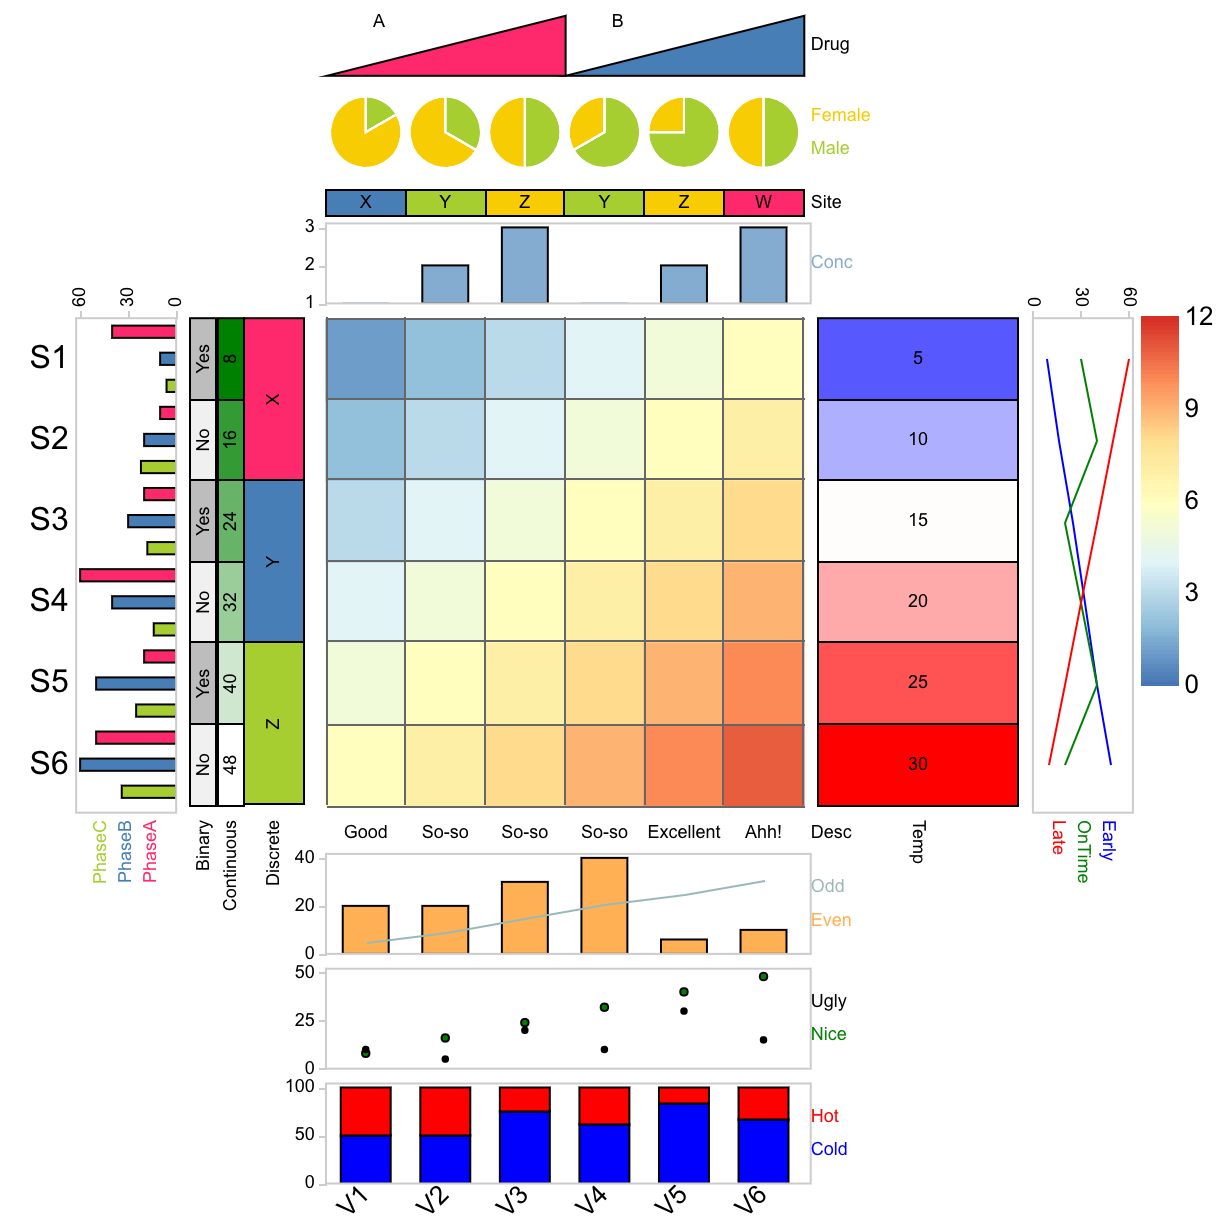 A B
Drug
Female
Male
X Y Z Y Z W Site
3
2
1
Conc
60 30 0
0 30 60
S1
S2
S3
S4
S5
S6
Yes
No
Yes
No
Yes
No
8
16
24
32
40
48
X
Y
Z
5
10
15
20
25
30
12
9
6
3
0
PhaseC
PhaseB
PhaseA
Binary
Continuous
Discrete
Good So-so So-so So-so Excellent Ahh! Desc
Temp
Late
OnTime
Early
40
20
0
Odd
Even
50
25
0
Ugly
Nice
100
50
0
Hot
Cold
V1 V2 V3 V4 V5 V6